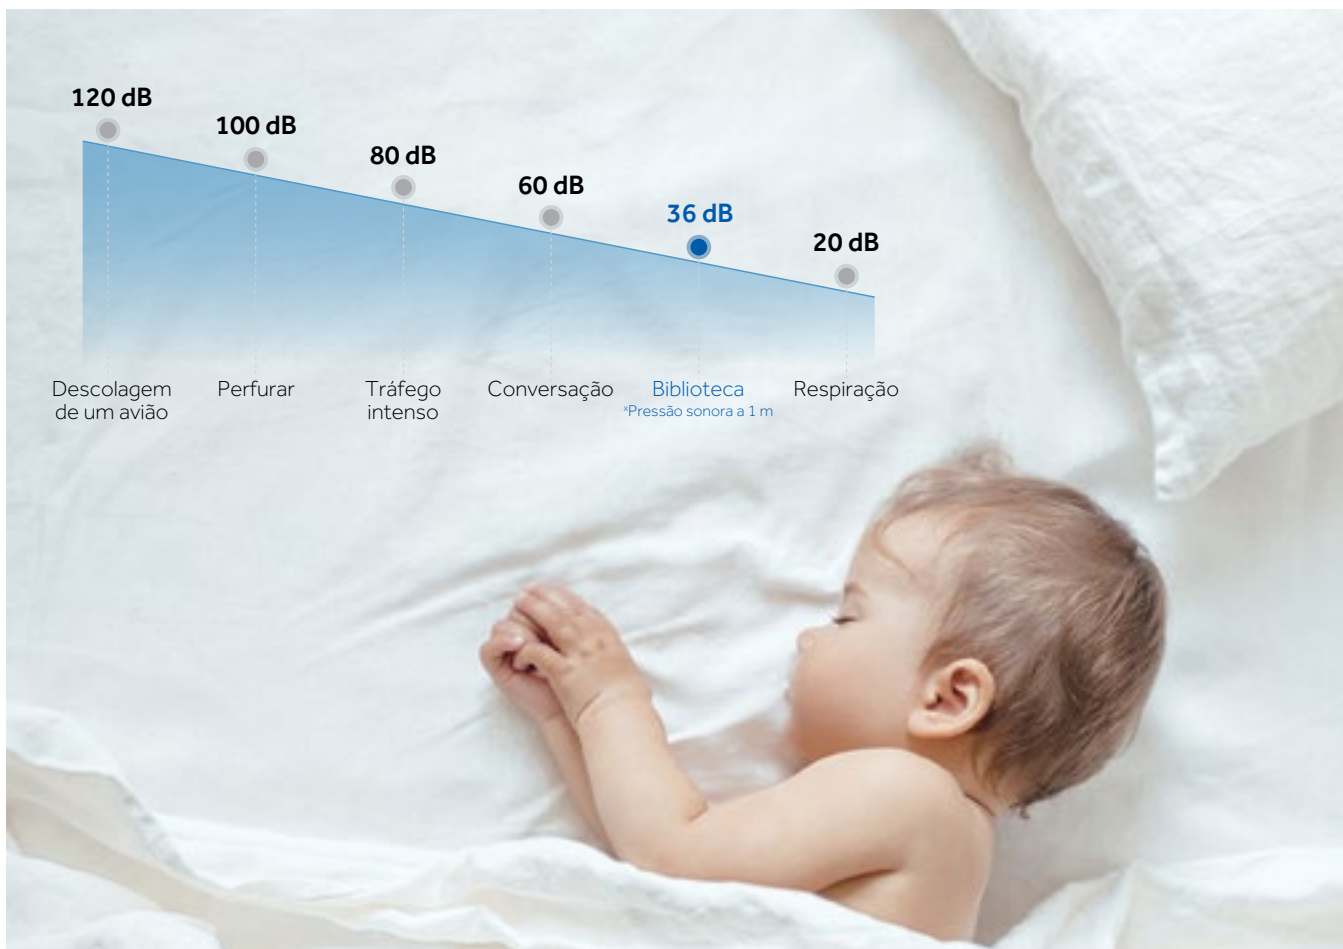 120 dB
100 dB
80 dB
60 dB
36 dB
20 dB
Descolagem
de um avião
Perfurar
Tráfego
intenso
Conversação
Biblioteca
ˣPressão sonora a 1 m
Respiração